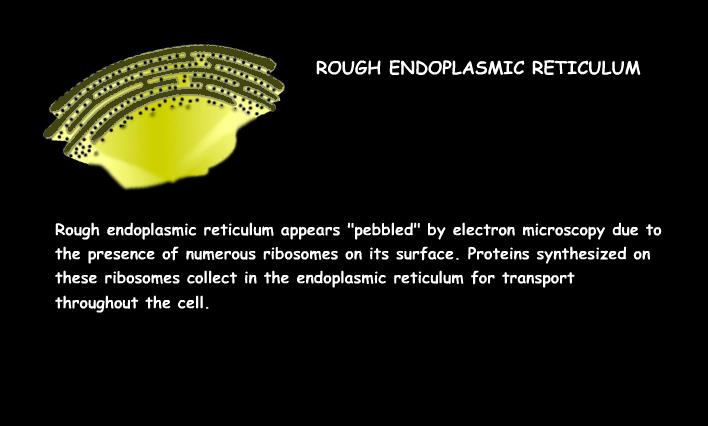 ROUGH ENDOPLASMIC RETICULUM
Rough endoplasmic reticulum appears "pebbled" by electron microscopy due to
the presence of numerous ribosomes on its surface. Proteins synthesized on
these ribosomes collect in the endoplasmic reticulum for transport
throughout the cell.